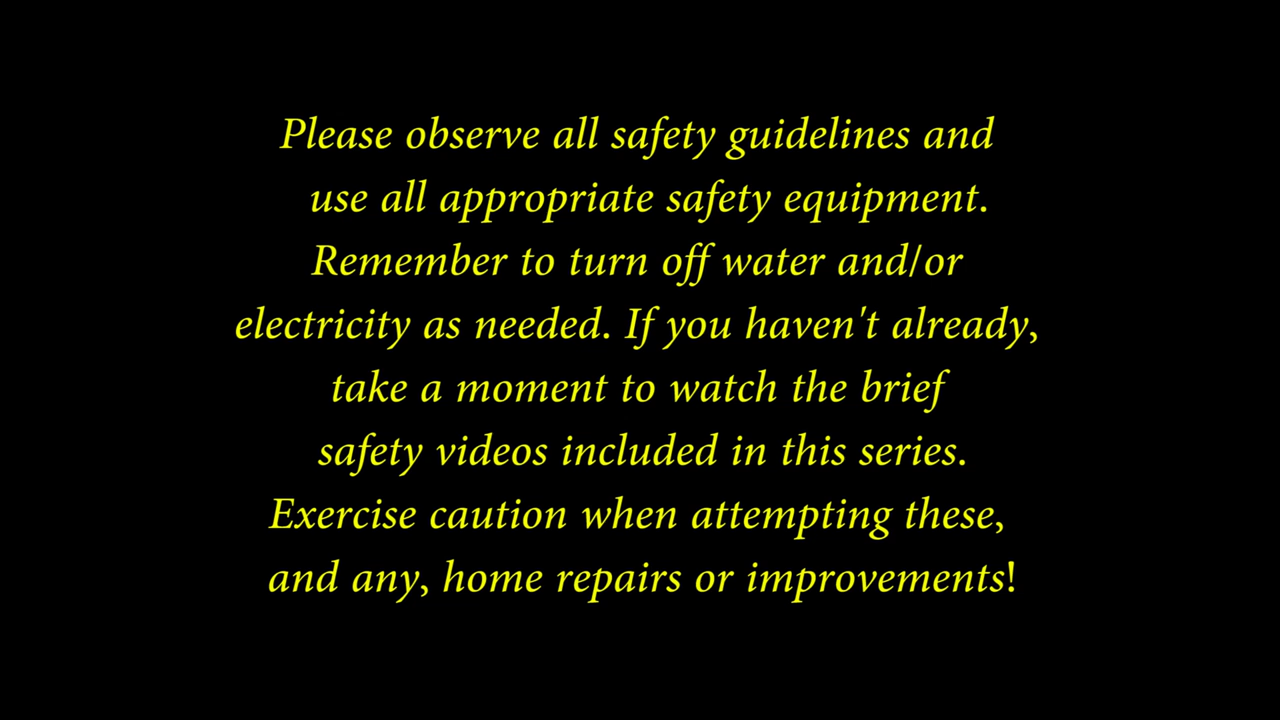 Please observe all safety guidelines and
use all appropriate safety equipment.
Remember to turn off water and/or
electricity as needed. If you haven't already,
take a moment to watch the brief
safety videos included in this series.
Exercise caution when attempting these,
and any, home repairs or improvements!